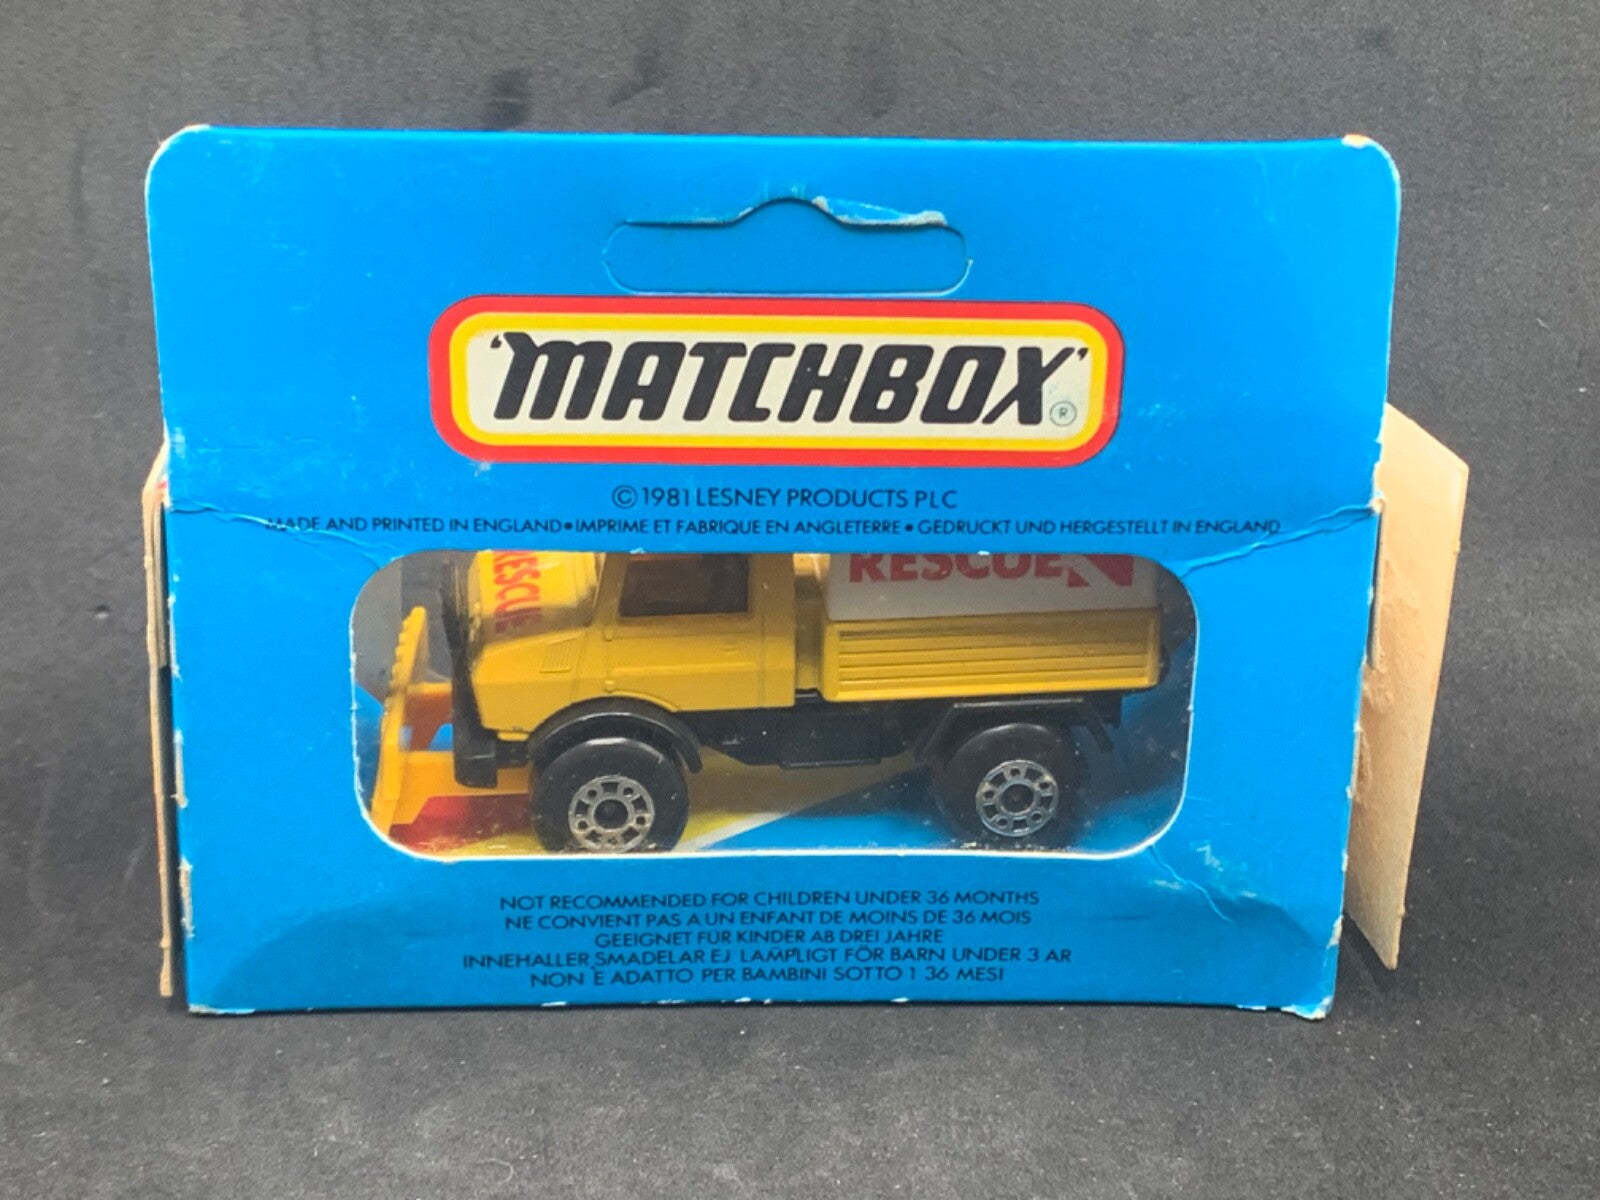 'MATCHBOX'®
©1981 LESNEY PRODUCTS PLC
MADE AND PRINTED IN ENGLAND•IMPRIME ET FABRIQUE EN ANGLETERRE•GEDRUCKT UND HERGESTELLT IN ENGLAND
RESCUE
RESCUE
NOT RECOMMENDED FOR CHILDREN UNDER 36 MONTHS
NE CONVIENT PAS A UN ENFANT DE MOINS DE 36 MOIS
GEEIGNET FÜR KINDER AB DREI JAHRE
INNEHALLER SMADELAR EJ LAMPLIGT FÖR BARN UNDER 3 AR
NON E ADATTO PER BAMBINI SOTTO I 36 MESI